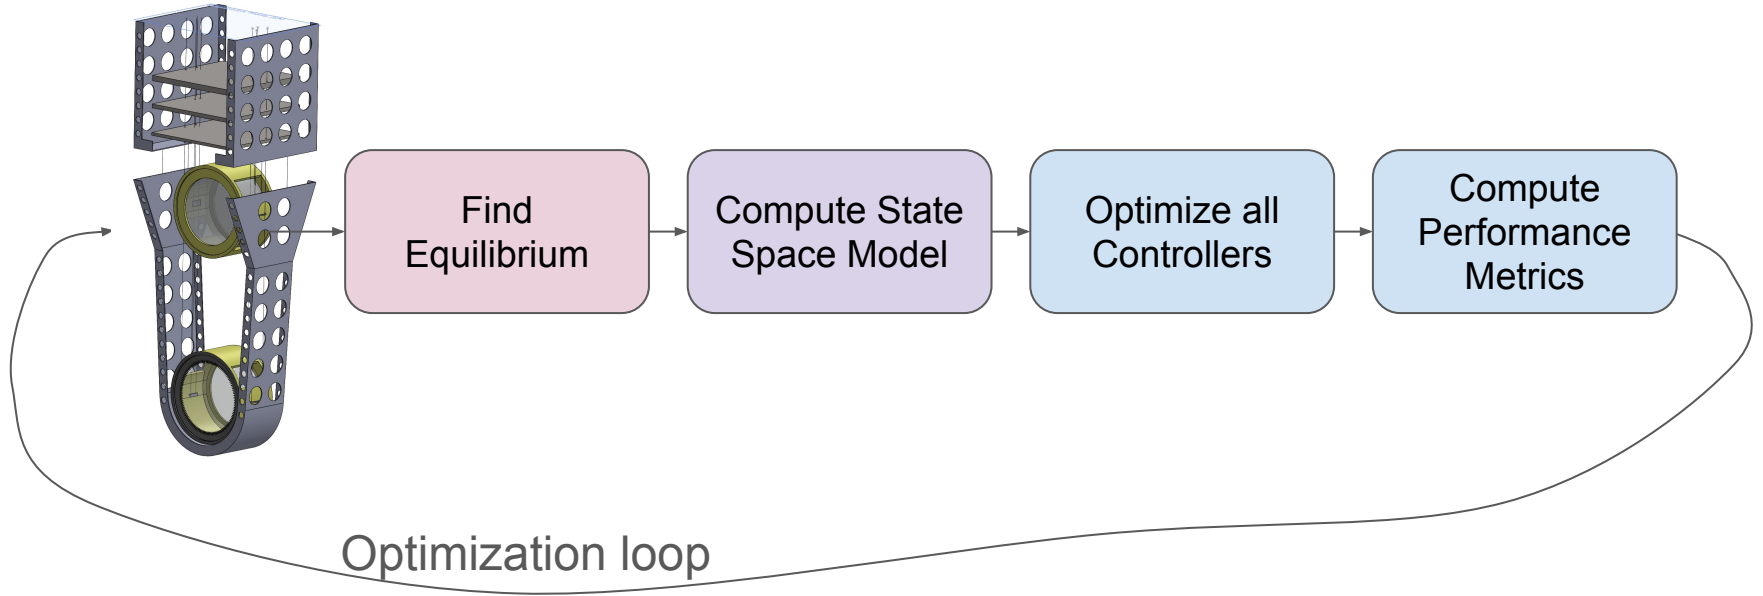 Find
Equilibrium
Compute State
Space Model
Optimize all
Controllers
Compute
Performance
Metrics
Optimization loop